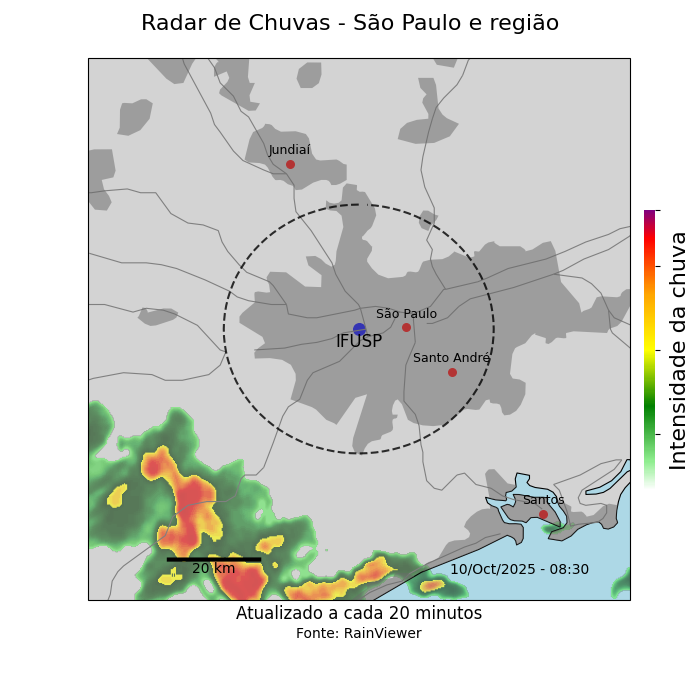 Radar de Chuvas - São Paulo e região
Jundiaí
São Paulo
IFUSP
Santo André
Santos
20 km
10/Oct/2025 - 08:30
Intensidade da chuva
Atualizado a cada 20 minutos
Fonte: RainViewer